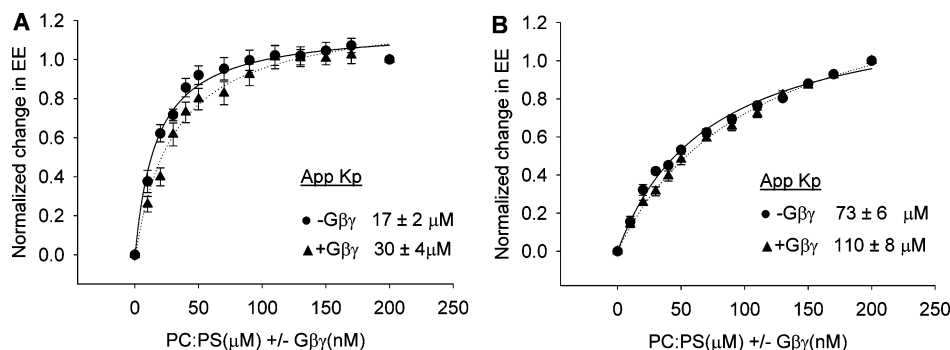 A
Normalized change in EE
1.2
1.0
0.8
0.6
0.4
0.2
0.0
App Kp
-Gβγ 17 ± 2 μM
+Gβγ 30 ± 4μM
0 50 100 150 200 250
PC:PS(μM) +/- Gβγ(nM)
B
Normalized change in EE
1.2
1.0
0.8
0.6
0.4
0.2
0.0
App Kp
-Gβγ 73 ± 6 μM
+Gβγ 110 ± 8 μM
0 50 100 150 200 250
PC:PS(μM) +/- Gβγ(nM)